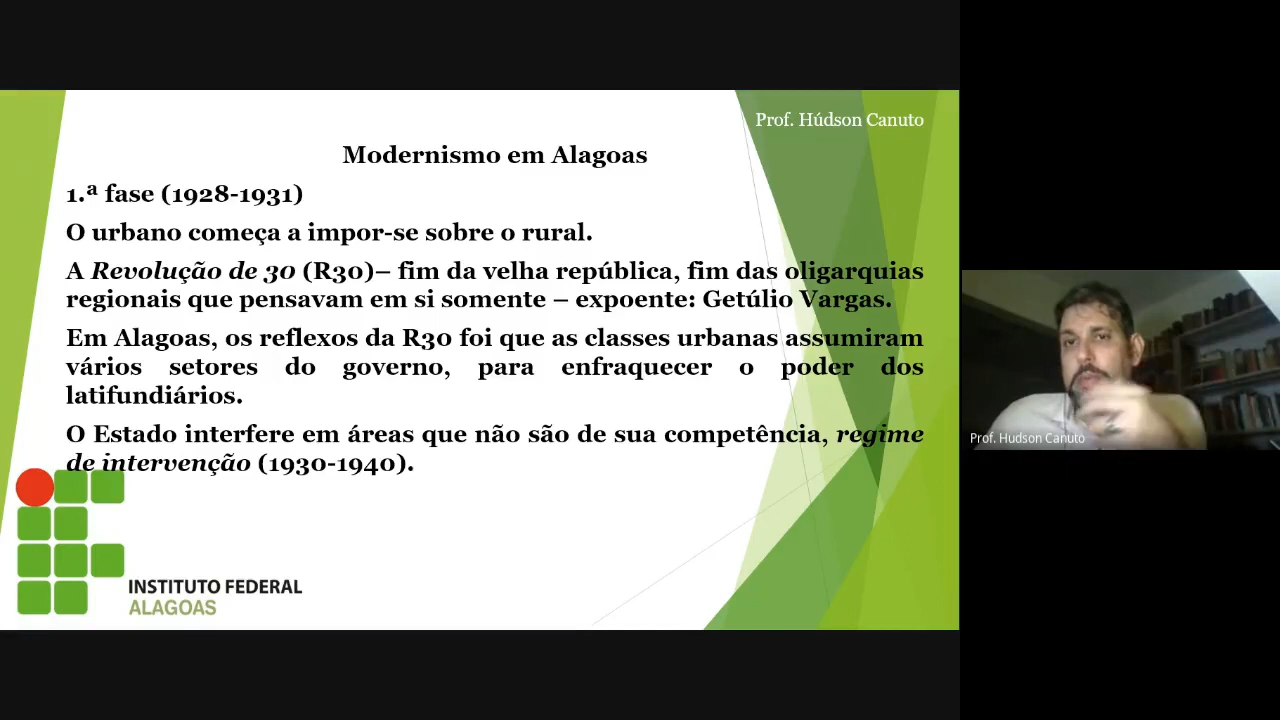 Prof. Húdson Canuto
Modernismo em Alagoas
1.ª fase (1928-1931)
O urbano começa a impor-se sobre o rural.
A Revolução de 30 (R30)– fim da velha república, fim das oligarquias
regionais que pensavam em si somente – expoente: Getúlio Vargas.
Em Alagoas, os reflexos da R30 foi que as classes urbanas assumiram
vários setores do governo, para enfraquecer o poder dos
latifundiários.
O Estado interfere em áreas que não são de sua competência, regime
de intervenção (1930-1940).
INSTITUTO FEDERAL
ALAGOAS
Prof. Hudson Canuto